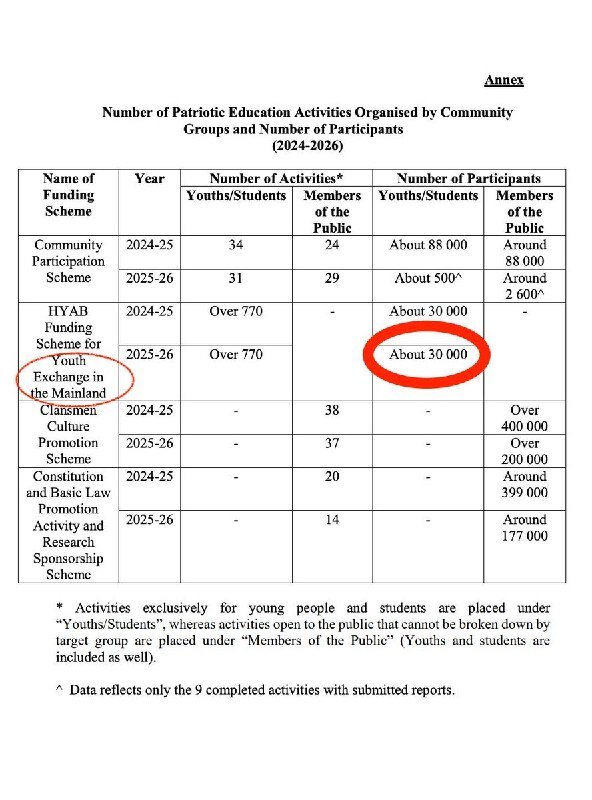 Annex
Number of Patriotic Education Activities Organised by Community
Groups and Number of Participants
(2024-2026)
Name of Funding Scheme | Year | Number of Activities* | Number of Participants
Youths/Students | Members of the Public | Youths/Students | Members of the Public
Community Participation Scheme | 2024-25 | 34 | 24 | About 88 000 | Around 88 000
2025-26 | 31 | 29 | About 500^ | Around 2 600^
HYAB Funding Scheme for Youth Exchange in the Mainland | 2024-25 | Over 770 | - | About 30 000 | -
2025-26 | Over 770 | About 30 000
Clansmen Culture Promotion Scheme | 2024-25 | - | 38 | - | Over 400 000
2025-26 | - | 37 | - | Over 200 000
Constitution and Basic Law Promotion Activity and Research Sponsorship Scheme | 2024-25 | - | 20 | - | Around 399 000
2025-26 | - | 14 | - | Around 177 000
* Activities exclusively for young people and students are placed under
“Youths/Students”, whereas activities open to the public that cannot be broken down by
target group are placed under “Members of the Public” (Youths and students are
included as well).
^ Data reflects only the 9 completed activities with submitted reports.